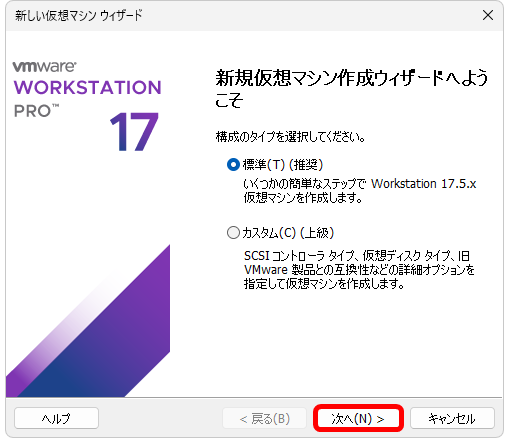 新しい仮想マシン ウィザード
vmware®
WORKSTATION
PRO™
17
新規仮想マシン作成ウィザードへよう
こそ
構成のタイプを選択してください。
標準(T) (推奨)
いくつかの簡単なステップで Workstation 17.5.x
仮想マシンを作成します。
カスタム(C) (上級)
SCSI コントローラ タイプ、仮想ディスク タイプ、旧
VMware 製品との互換性などの詳細オプションを
指定して仮想マシンを作成します。
ヘルプ
< 戻る(B)
次へ(N) >
キャンセル